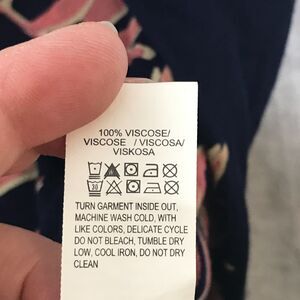 100% VISCOSE/
VISCOSE / VISCOSA/
VISKOSA
30
TURN GARMENT INSIDE OUT,
MACHINE WASH COLD, WITH
LIKE COLORS, DELICATE CYCLE
DO NOT BLEACH, TUMBLE DRY
LOW, COOL IRON, DO NOT DRY
CLEAN